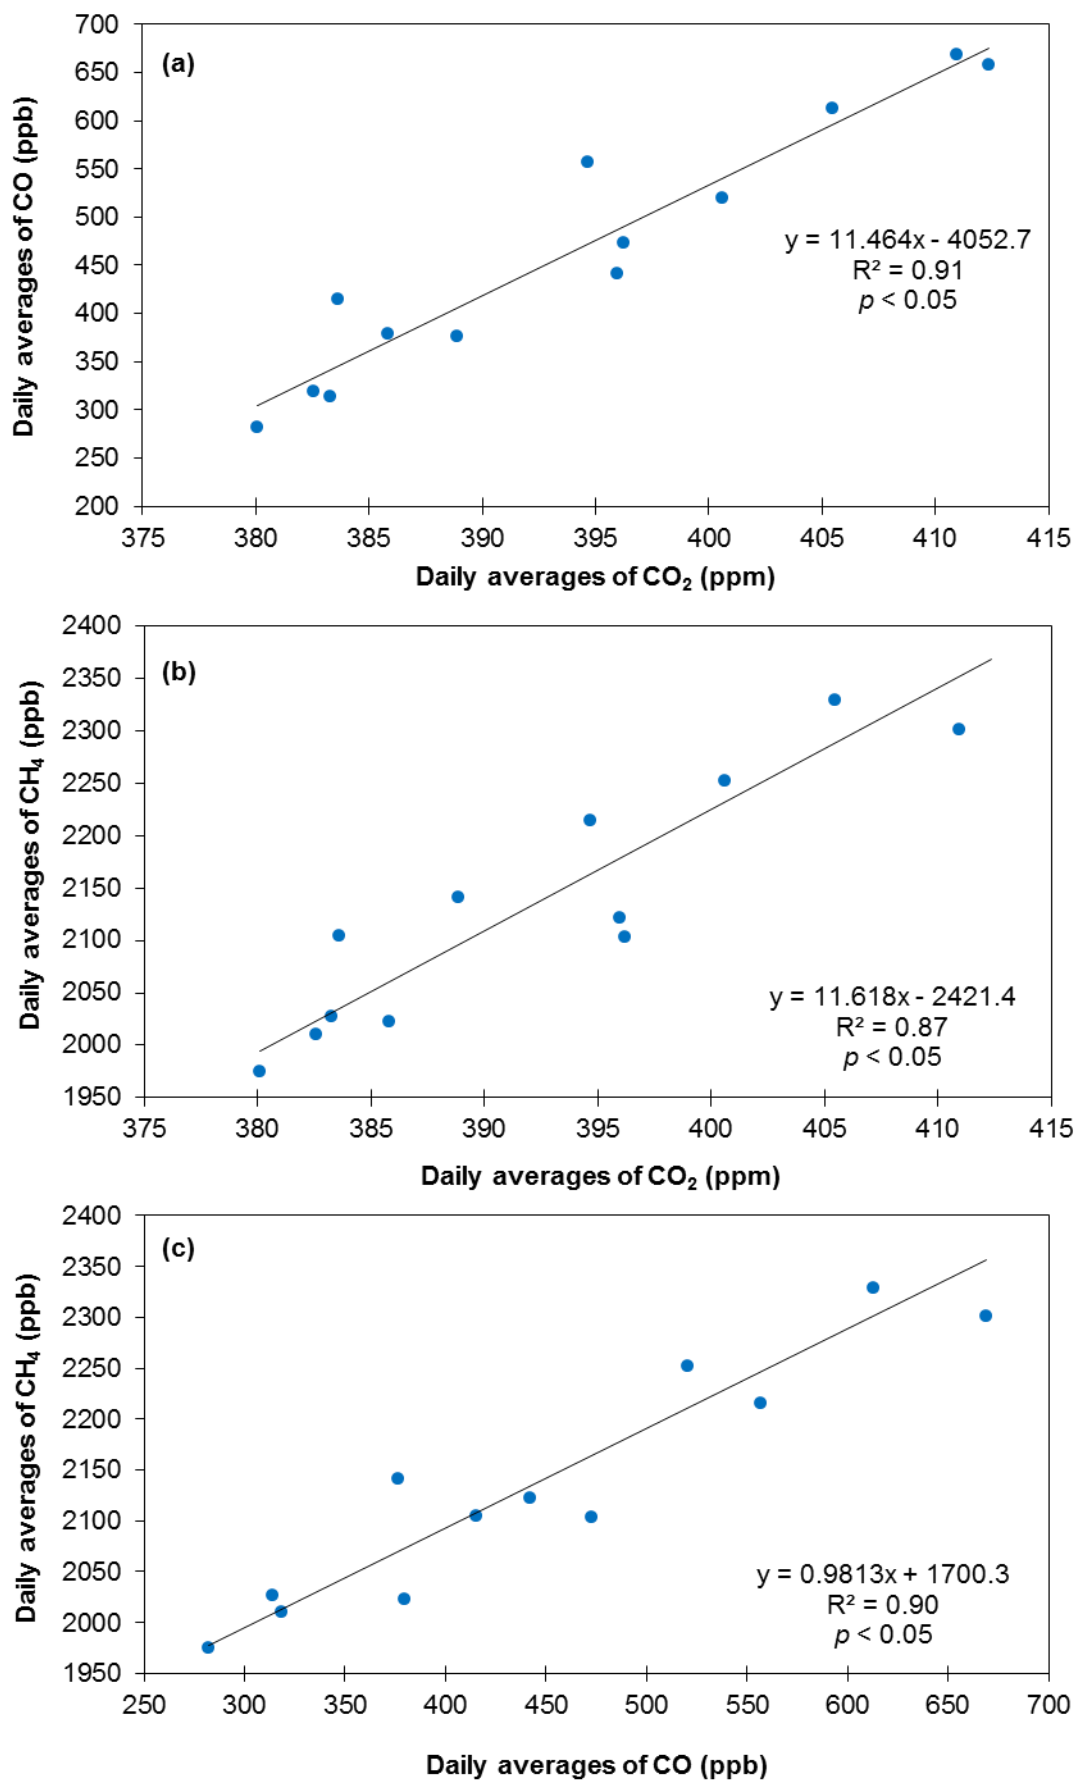 (a)
Daily averages of CO (ppb)
700
650
600
550
500
450
400
350
300
250
200
y = 11.464x - 4052.7
R² = 0.91
p < 0.05
375 380 385 390 395 400 405 410 415
Daily averages of CO₂ (ppm)
(b)
Daily averages of CH₄ (ppb)
2400
2350
2300
2250
2200
2150
2100
2050
2000
1950
y = 11.618x - 2421.4
R² = 0.87
p < 0.05
375 380 385 390 395 400 405 410 415
Daily averages of CO₂ (ppm)
(c)
Daily averages of CH₄ (ppb)
2400
2350
2300
2250
2200
2150
2100
2050
2000
1950
y = 0.9813x + 1700.3
R² = 0.90
p < 0.05
250 300 350 400 450 500 550 600 650 700
Daily averages of CO (ppb)